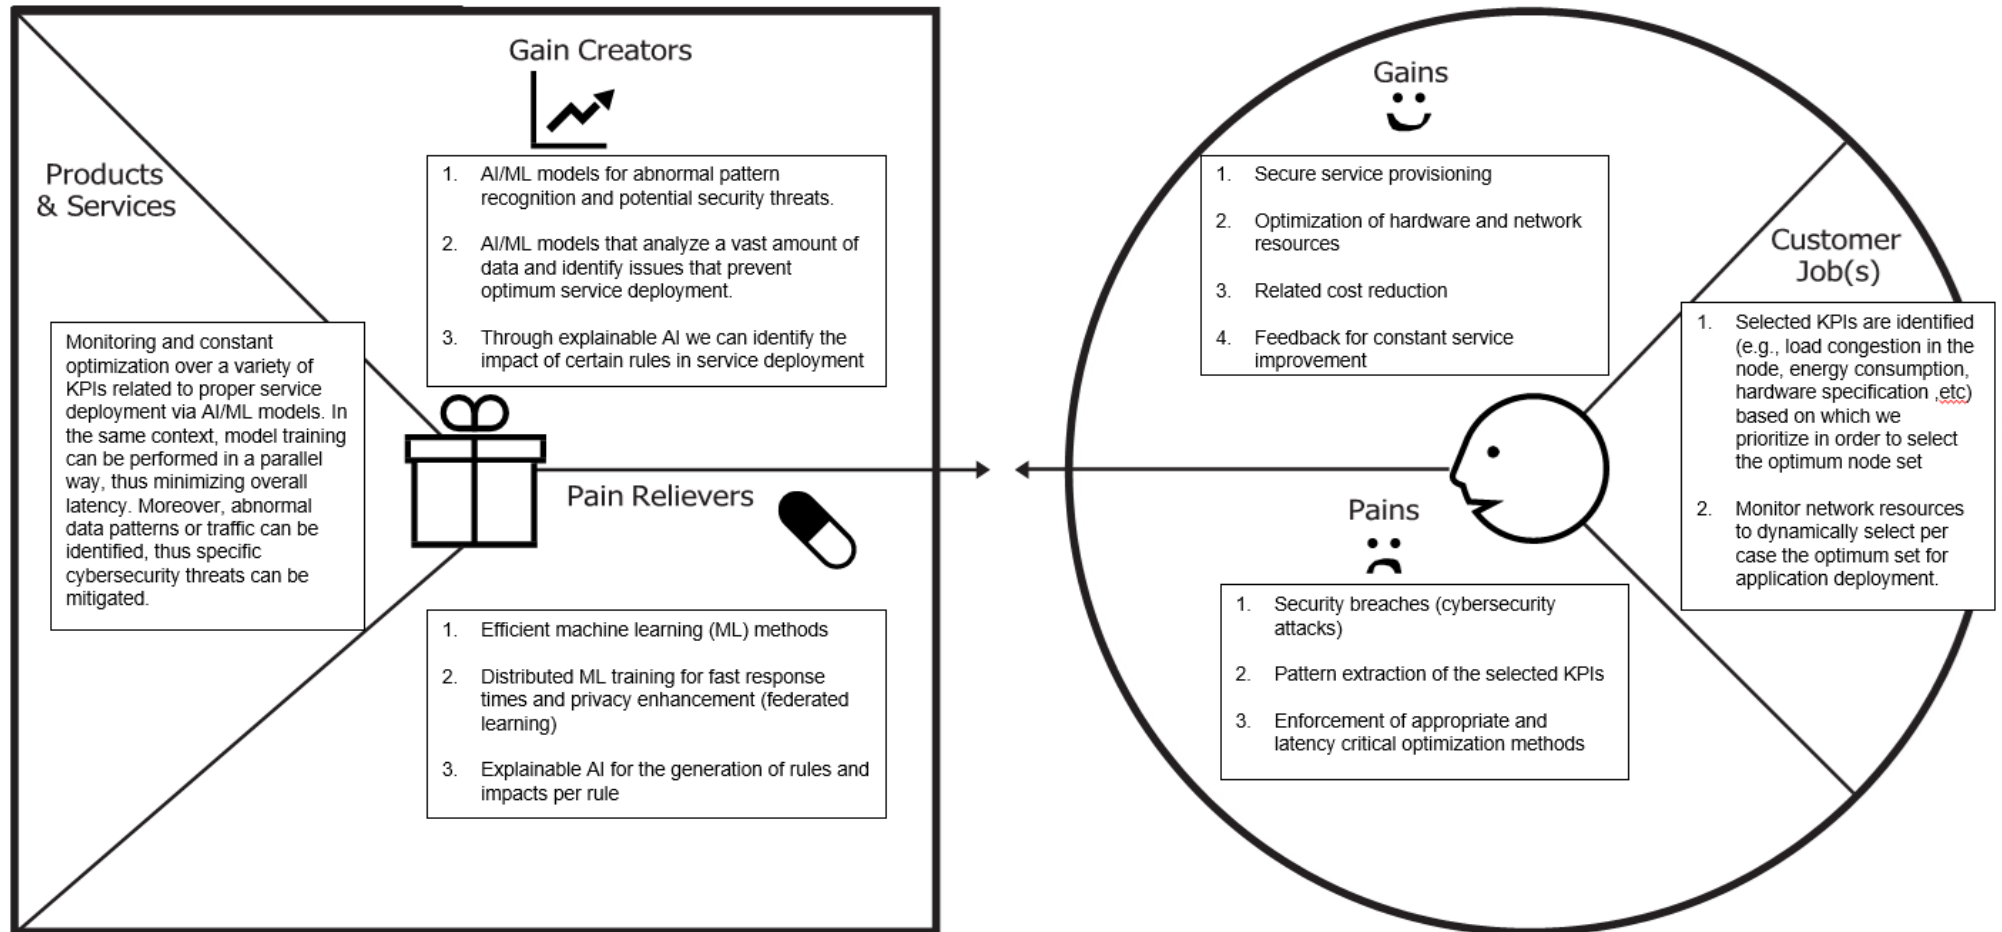 Gain Creators
1. AI/ML models for abnormal pattern
recognition and potential security threats.
2. AI/ML models that analyze a vast amount of
data and identify issues that prevent
optimum service deployment.
3. Through explainable AI we can identify the
impact of certain rules in service deployment
Products
& Services
Monitoring and constant
optimization over a variety of
KPIs related to proper service
deployment via AI/ML models. In
the same context, model training
can be performed in a parallel
way, thus minimizing overall
latency. Moreover, abnormal
data patterns or traffic can be
identified, thus specific
cybersecurity threats can be
mitigated.
Pain Relievers
1. Efficient machine learning (ML) methods
2. Distributed ML training for fast response
times and privacy enhancement (federated
learning)
3. Explainable AI for the generation of rules and
impacts per rule
Gains
1. Secure service provisioning
2. Optimization of hardware and network
resources
3. Related cost reduction
4. Feedback for constant service
improvement
Customer
Job(s)
1. Selected KPIs are identified
(e.g., load congestion in the
node, energy consumption,
hardware specification ,etc)
based on which we
prioritize in order to select
the optimum node set
2. Monitor network resources
to dynamically select per
case the optimum set for
application deployment.
Pains
1. Security breaches (cybersecurity
attacks)
2. Pattern extraction of the selected KPIs
3. Enforcement of appropriate and
latency critical optimization methods